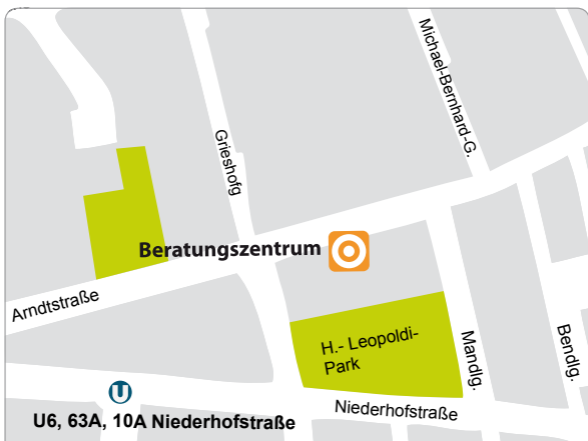 Michael-Bernhard-G.
Grieshofg
Beratungszentrum
Arndtstraße
H.- Leopoldi-
Park
Mandlg.
Bendlg.
U
U6, 63A, 10A Niederhofstraße
Niederhofstraße